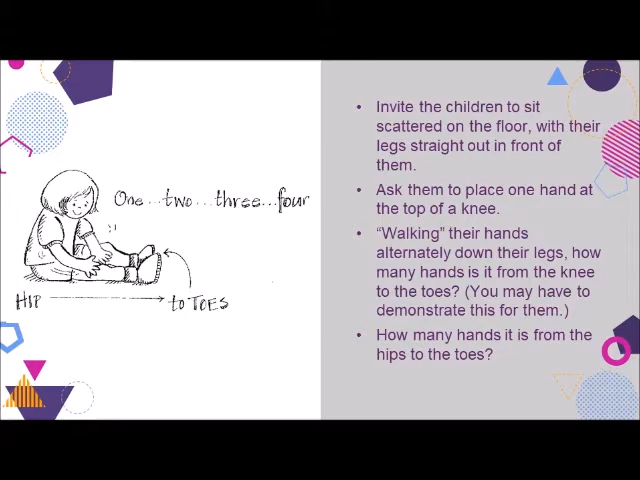 One...two...three...four
HIP
to TOES
• Invite the children to sit
scattered on the floor, with their
legs straight out in front of
them.
• Ask them to place one hand at
the top of a knee.
• “Walking” their hands
alternately down their legs, how
many hands is it from the knee
to the toes? (You may have to
demonstrate this for them.)
• How many hands it is from the
hips to the toes?